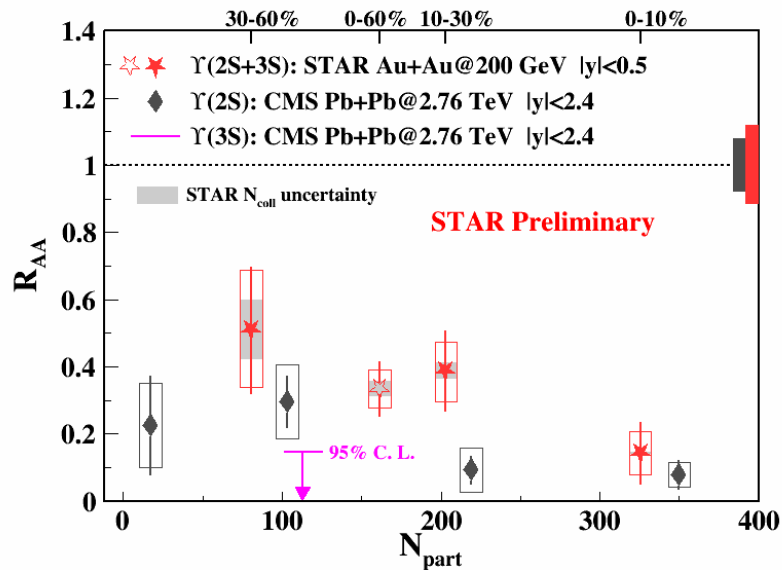 30-60% 0-60% 10-30% 0-10%
1.4
ϒ(2S+3S): STAR Au+Au@200 GeV |y|<0.5
1.2
ϒ(2S): CMS Pb+Pb@2.76 TeV |y|<2.4
ϒ(3S): CMS Pb+Pb@2.76 TeV |y|<2.4
1
STAR Ncoll uncertainty
0.8
STAR Preliminary
RAA
0.6
0.4
0.2
95% C. L.
0
0 100 200 300 400
Npart